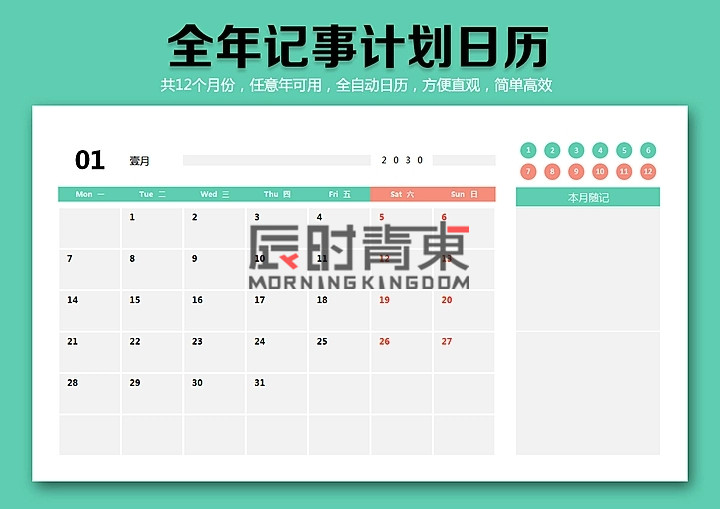 全年记事计划日历
共12个月份，任意年可用，全自动日历，方便直观，简单高效
01 壹月 2030
1 2 3 4 5 6
7 8 9 10 11 12
Mon 一 Tue 二 Wed 三 Thu 四 Fri 五 Sat 六 Sun 日
本月随记
1 2 3 4 5 6
7 8 9 10 11 12 13
辰时青東
MORNINGKINGDOM
14 15 16 17 18 19 20
21 22 23 24 25 26 27
28 29 30 31